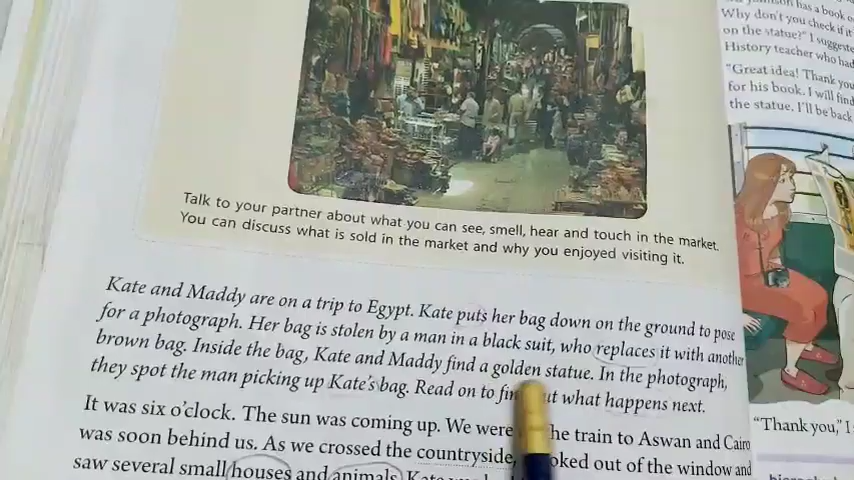 Talk to your partner about what you can see, smell, hear and touch in the market.
You can discuss what is sold in the market and why you enjoyed visiting it.
Kate and Maddy are on a trip to Egypt. Kate puts her bag down on the ground to pose
for a photograph. Her bag is stolen by a man in a black suit, who replaces it with another
brown bag. Inside the bag, Kate and Maddy find a golden statue. In the photograph,
they spot the man picking up Kate's bag. Read on to what happens next.
It was six o'clock. The sun was coming up. We were the train to Aswan and Cairo
was soon behind us. As we crossed the countryside, out of the window and
saw several small houses and animals. Kate
has a book o
Why don't you check if it
on the statue?" I suggeste
History teacher who had
"Great idea! Thank you
for his book. I will find
the statue. I'll be back
"Thank you," I